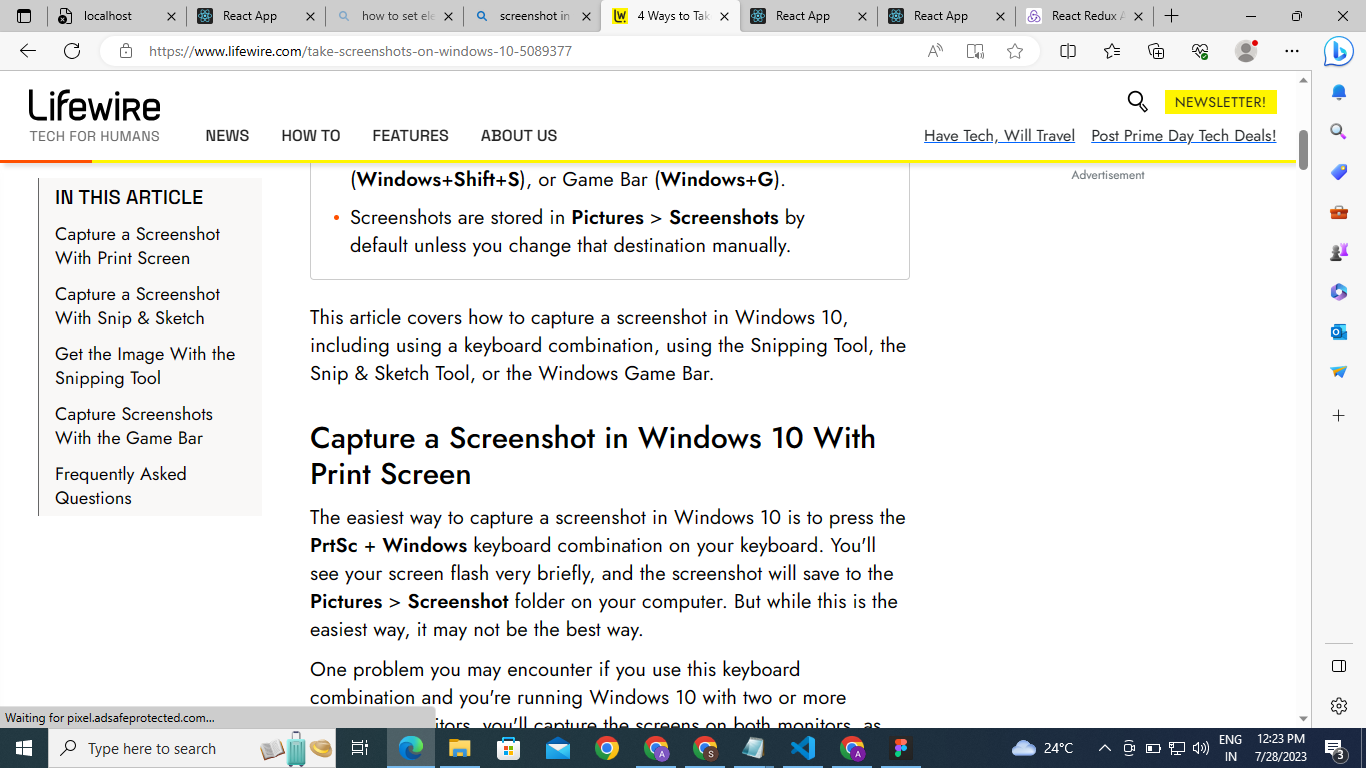 localhost
React App
how to set ele
screenshot in
4 Ways to Tak
React App
React App
React Redux A
https://www.lifewire.com/take-screenshots-on-windows-10-5089377
Lifewire
TECH FOR HUMANS
NEWS
HOW TO
FEATURES
ABOUT US
NEWSLETTER!
Have Tech, Will Travel
Post Prime Day Tech Deals!
IN THIS ARTICLE
Capture a Screenshot
With Print Screen
Capture a Screenshot
With Snip & Sketch
Get the Image With the
Snipping Tool
Capture Screenshots
With the Game Bar
Frequently Asked
Questions
(Windows+Shift+S), or Game Bar (Windows+G).
• Screenshots are stored in Pictures > Screenshots by
default unless you change that destination manually.
This article covers how to capture a screenshot in Windows 10,
including using a keyboard combination, using the Snipping Tool, the
Snip & Sketch Tool, or the Windows Game Bar.
Capture a Screenshot in Windows 10 With
Print Screen
The easiest way to capture a screenshot in Windows 10 is to press the
PrtSc + Windows keyboard combination on your keyboard. You'll
see your screen flash very briefly, and the screenshot will save to the
Pictures > Screenshot folder on your computer. But while this is the
easiest way, it may not be the best way.
One problem you may encounter if you use this keyboard
combination and you're running Windows 10 with two or more
you'll capture the screens on both monitors, as
Advertisement
Waiting for pixel.adsafeprotected.com...
Type here to search
24°C
ENG
IN
12:23 PM
7/28/2023
3